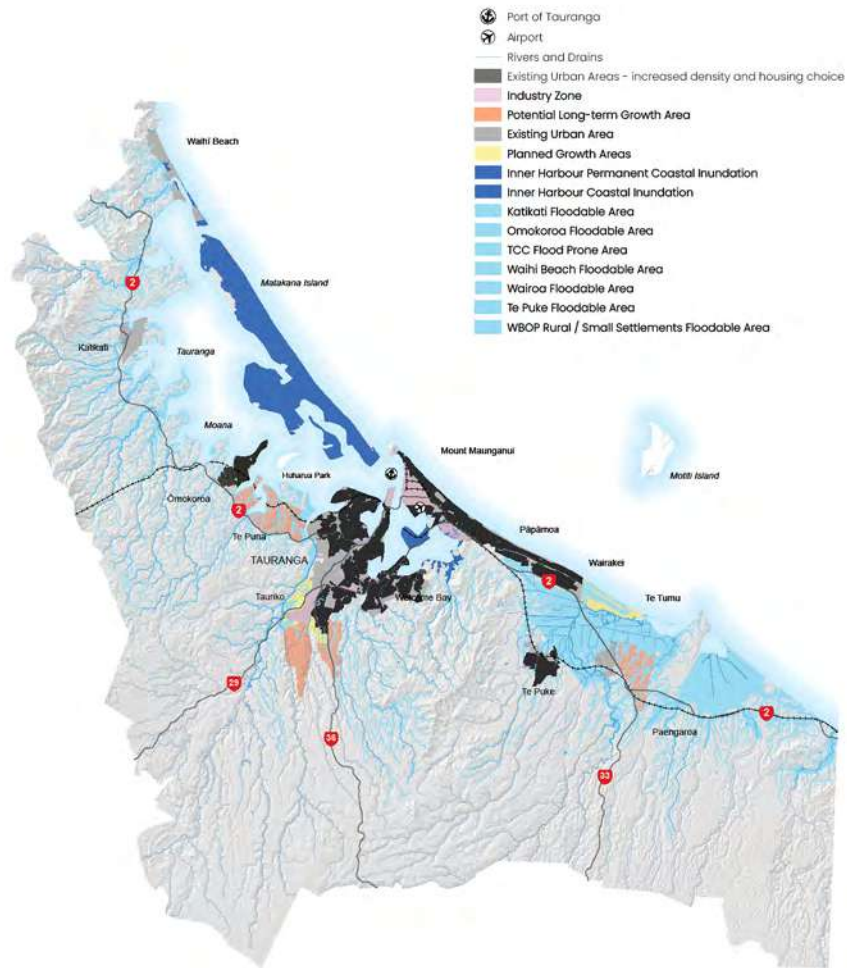 Port of Tauranga
Airport
Rivers and Drains
Existing Urban Areas - increased density and housing choice
Industry Zone
Potential Long-term Growth Area
Existing Urban Area
Planned Growth Areas
Inner Harbour Permanent Coastal Inundation
Inner Harbour Coastal Inundation
Katikati Floodable Area
Omokoroa Floodable Area
TCC Flood Prone Area
Waihi Beach Floodable Area
Wairoa Floodable Area
Te Puke Floodable Area
WBOP Rural / Small Settlements Floodable Area
Waihi Beach
2
Matakana Island
Katikati
Tauranga
Moana
Mount Maunganui
Huharua Park
Motiti Island
Ōmokoroa
2
Te Puna
Pāpāmoa
TAURANGA
Wairakei
2
Tauriko
Welcome Bay
Te Tumu
29
Te Puke
2
Paengaroa
36
33